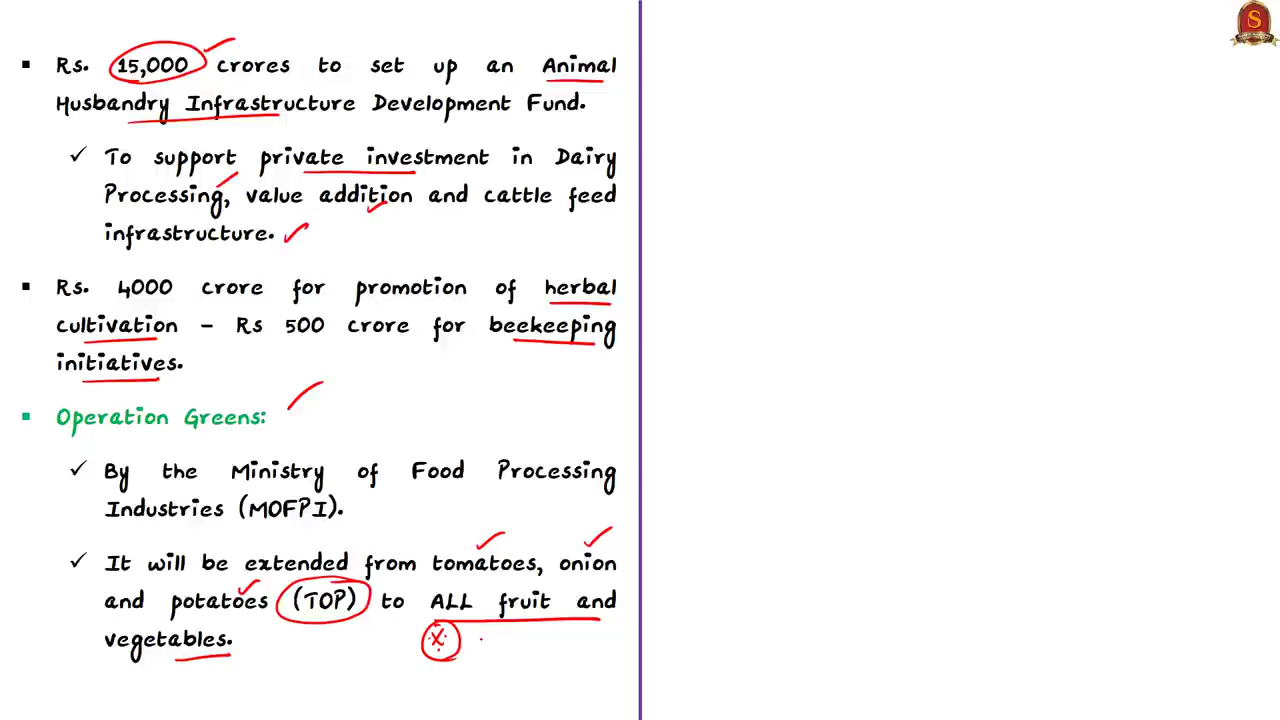 ▪ Rs. 15,000 crores to set up an Animal
Husbandry Infrastructure Development Fund.
✓ To support private investment in Dairy
Processing, value addition and cattle feed
infrastructure.
▪ Rs. 4000 crore for promotion of herbal
cultivation – Rs 500 crore for beekeeping
initiatives.
▪ Operation Greens:
✓ By the Ministry of Food Processing
Industries (MOFPI).
✓ It will be extended from tomatoes, onion
and potatoes (TOP) to ALL fruit and
vegetables.
S